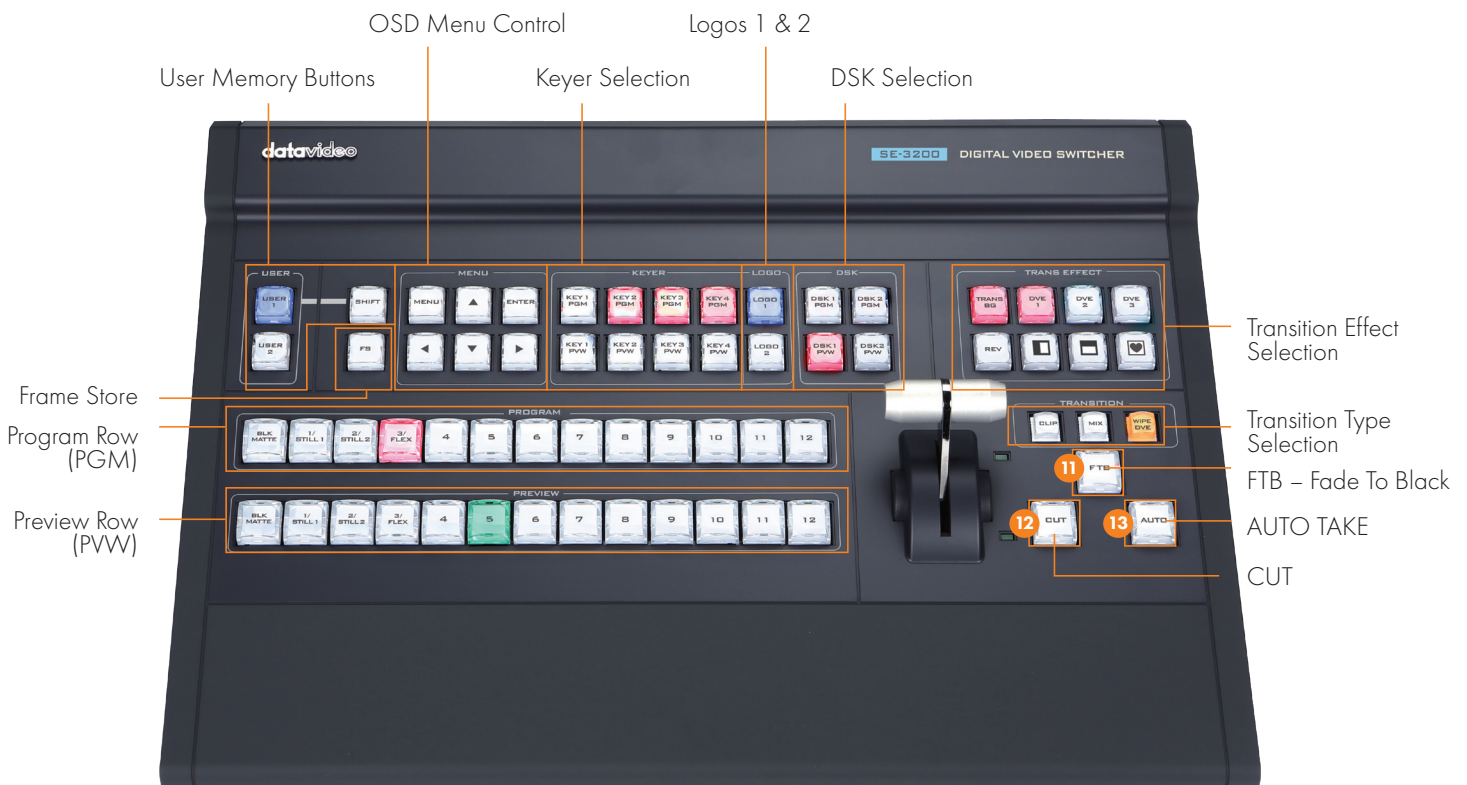 OSD Menu Control
Logos 1 & 2
User Memory Buttons
Keyer Selection
DSK Selection
datavideo
SE-3200 DIGITAL VIDEO SWITCHER
USER
MENU
KEYER
LOGO
DSK
TRANS EFFECT
USER 1
SHIFT
MENU
ENTER
KEY 1 PGM
KEY 2 PGM
KEY 3 PGM
KEY 4 PGM
LOGO 1
DSK 1 PGM
DSK 2 PGM
TRANS BG
DVE 1
DVE 2
DVE 3
USER 2
FS
KEY 1 PVW
KEY 2 PVW
KEY 3 PVW
KEY 4 PVW
LOGO 2
DSK1 PVW
DSK2 PVW
REV
Transition Effect
Selection
Frame Store
PROGRAM
TRANSITION
Program Row
(PGM)
BLK MATTE
1/ STILL 1
2/ STILL 2
3/ FLEX
4
5
6
7
8
9
10
11
12
CLIP
MIX
WIPE DVE
Transition Type
Selection
11
FTB
FTB – Fade To Black
PREVIEW
Preview Row
(PVW)
BLK MATTE
1/ STILL 1
2/ STILL 2
3/ FLEX
4
5
6
7
8
9
10
11
12
12
CUT
13
AUTO
AUTO TAKE
CUT